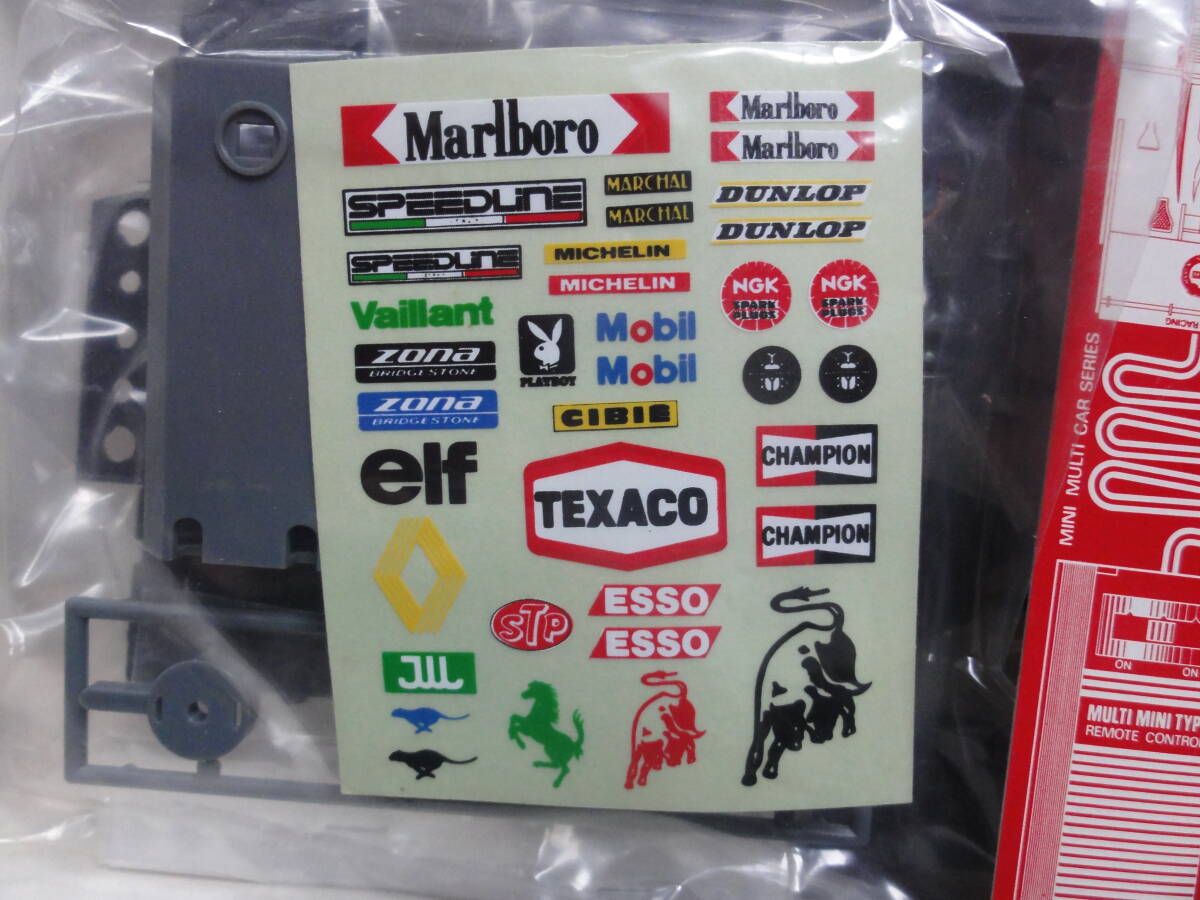 Marlboro
Marlboro
Marlboro
SPEEDLINE
MARCHAL
MARCHAL
DUNLOP
DUNLOP
SPEEDLINE
MICHELIN
MICHELIN
NGK
SPARK
PLUGS
NGK
SPARK
PLUGS
Vaillant
PLAYBOY
Mobil
Mobil
ZONA
BRIDGESTONE
ZONA
BRIDGESTONE
CIBIE
elf
TEXACO
CHAMPION
CHAMPION
STP
ESSO
ESSO
RACING
MINI MULTI CAR SERIES
ON
ON
MULTI MINI TYP
REMOTE CONTRO